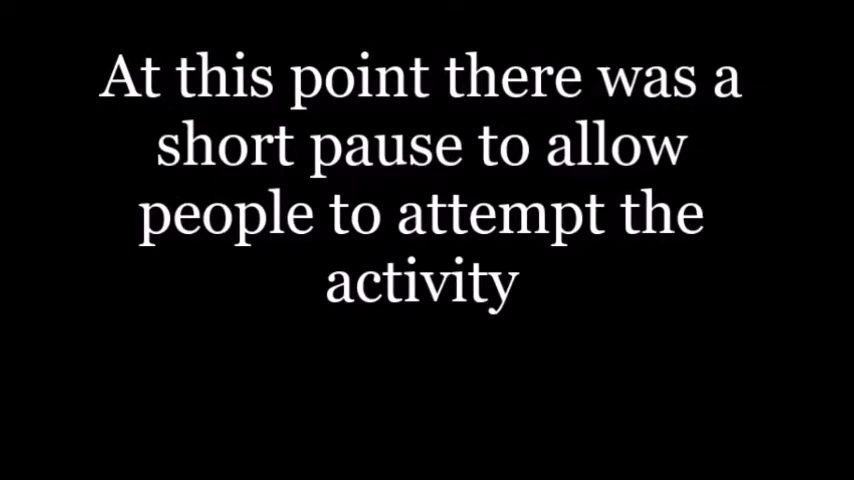 At this point there was a
short pause to allow
people to attempt the
activity